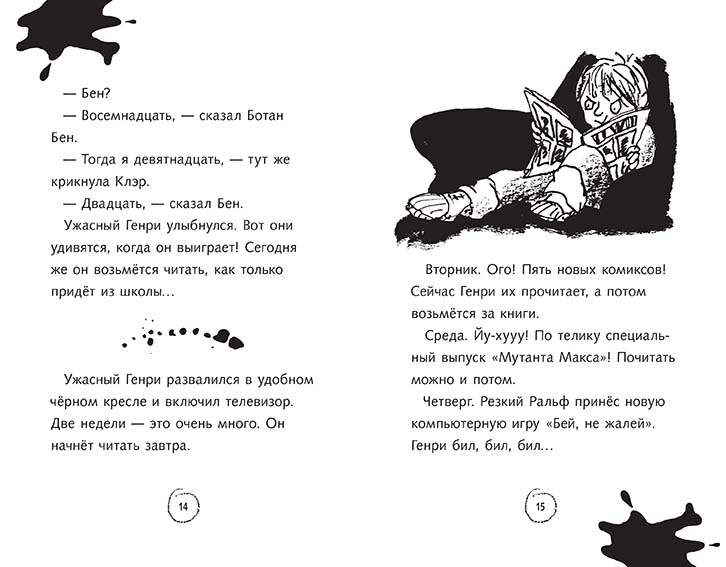 — Бен?
— Восемнадцать, — сказал Ботан
Бен.
— Тогда я девятнадцать, — тут же
крикнула Клэр.
— Двадцать, — сказал Бен.
Ужасный Генри улыбнулся. Вот они
удивятся, когда он выиграет! Сегодня
же он возьмётся читать, как только
придёт из школы...
Ужасный Генри развалился в удобном
чёрном кресле и включил телевизор.
Две недели — это очень много. Он
начнёт читать завтра.
14
Вторник. Ого! Пять новых комиксов!
Сейчас Генри их прочитает, а потом
возьмётся за книги.
Среда. Йу-хууу! По телику специаль-
ный выпуск «Мутанта Макса»! Почитать
можно и потом.
Четверг. Резкий Ральф принёс новую
компьютерную игру «Бей, не жалей».
Генри бил, бил, бил...
15